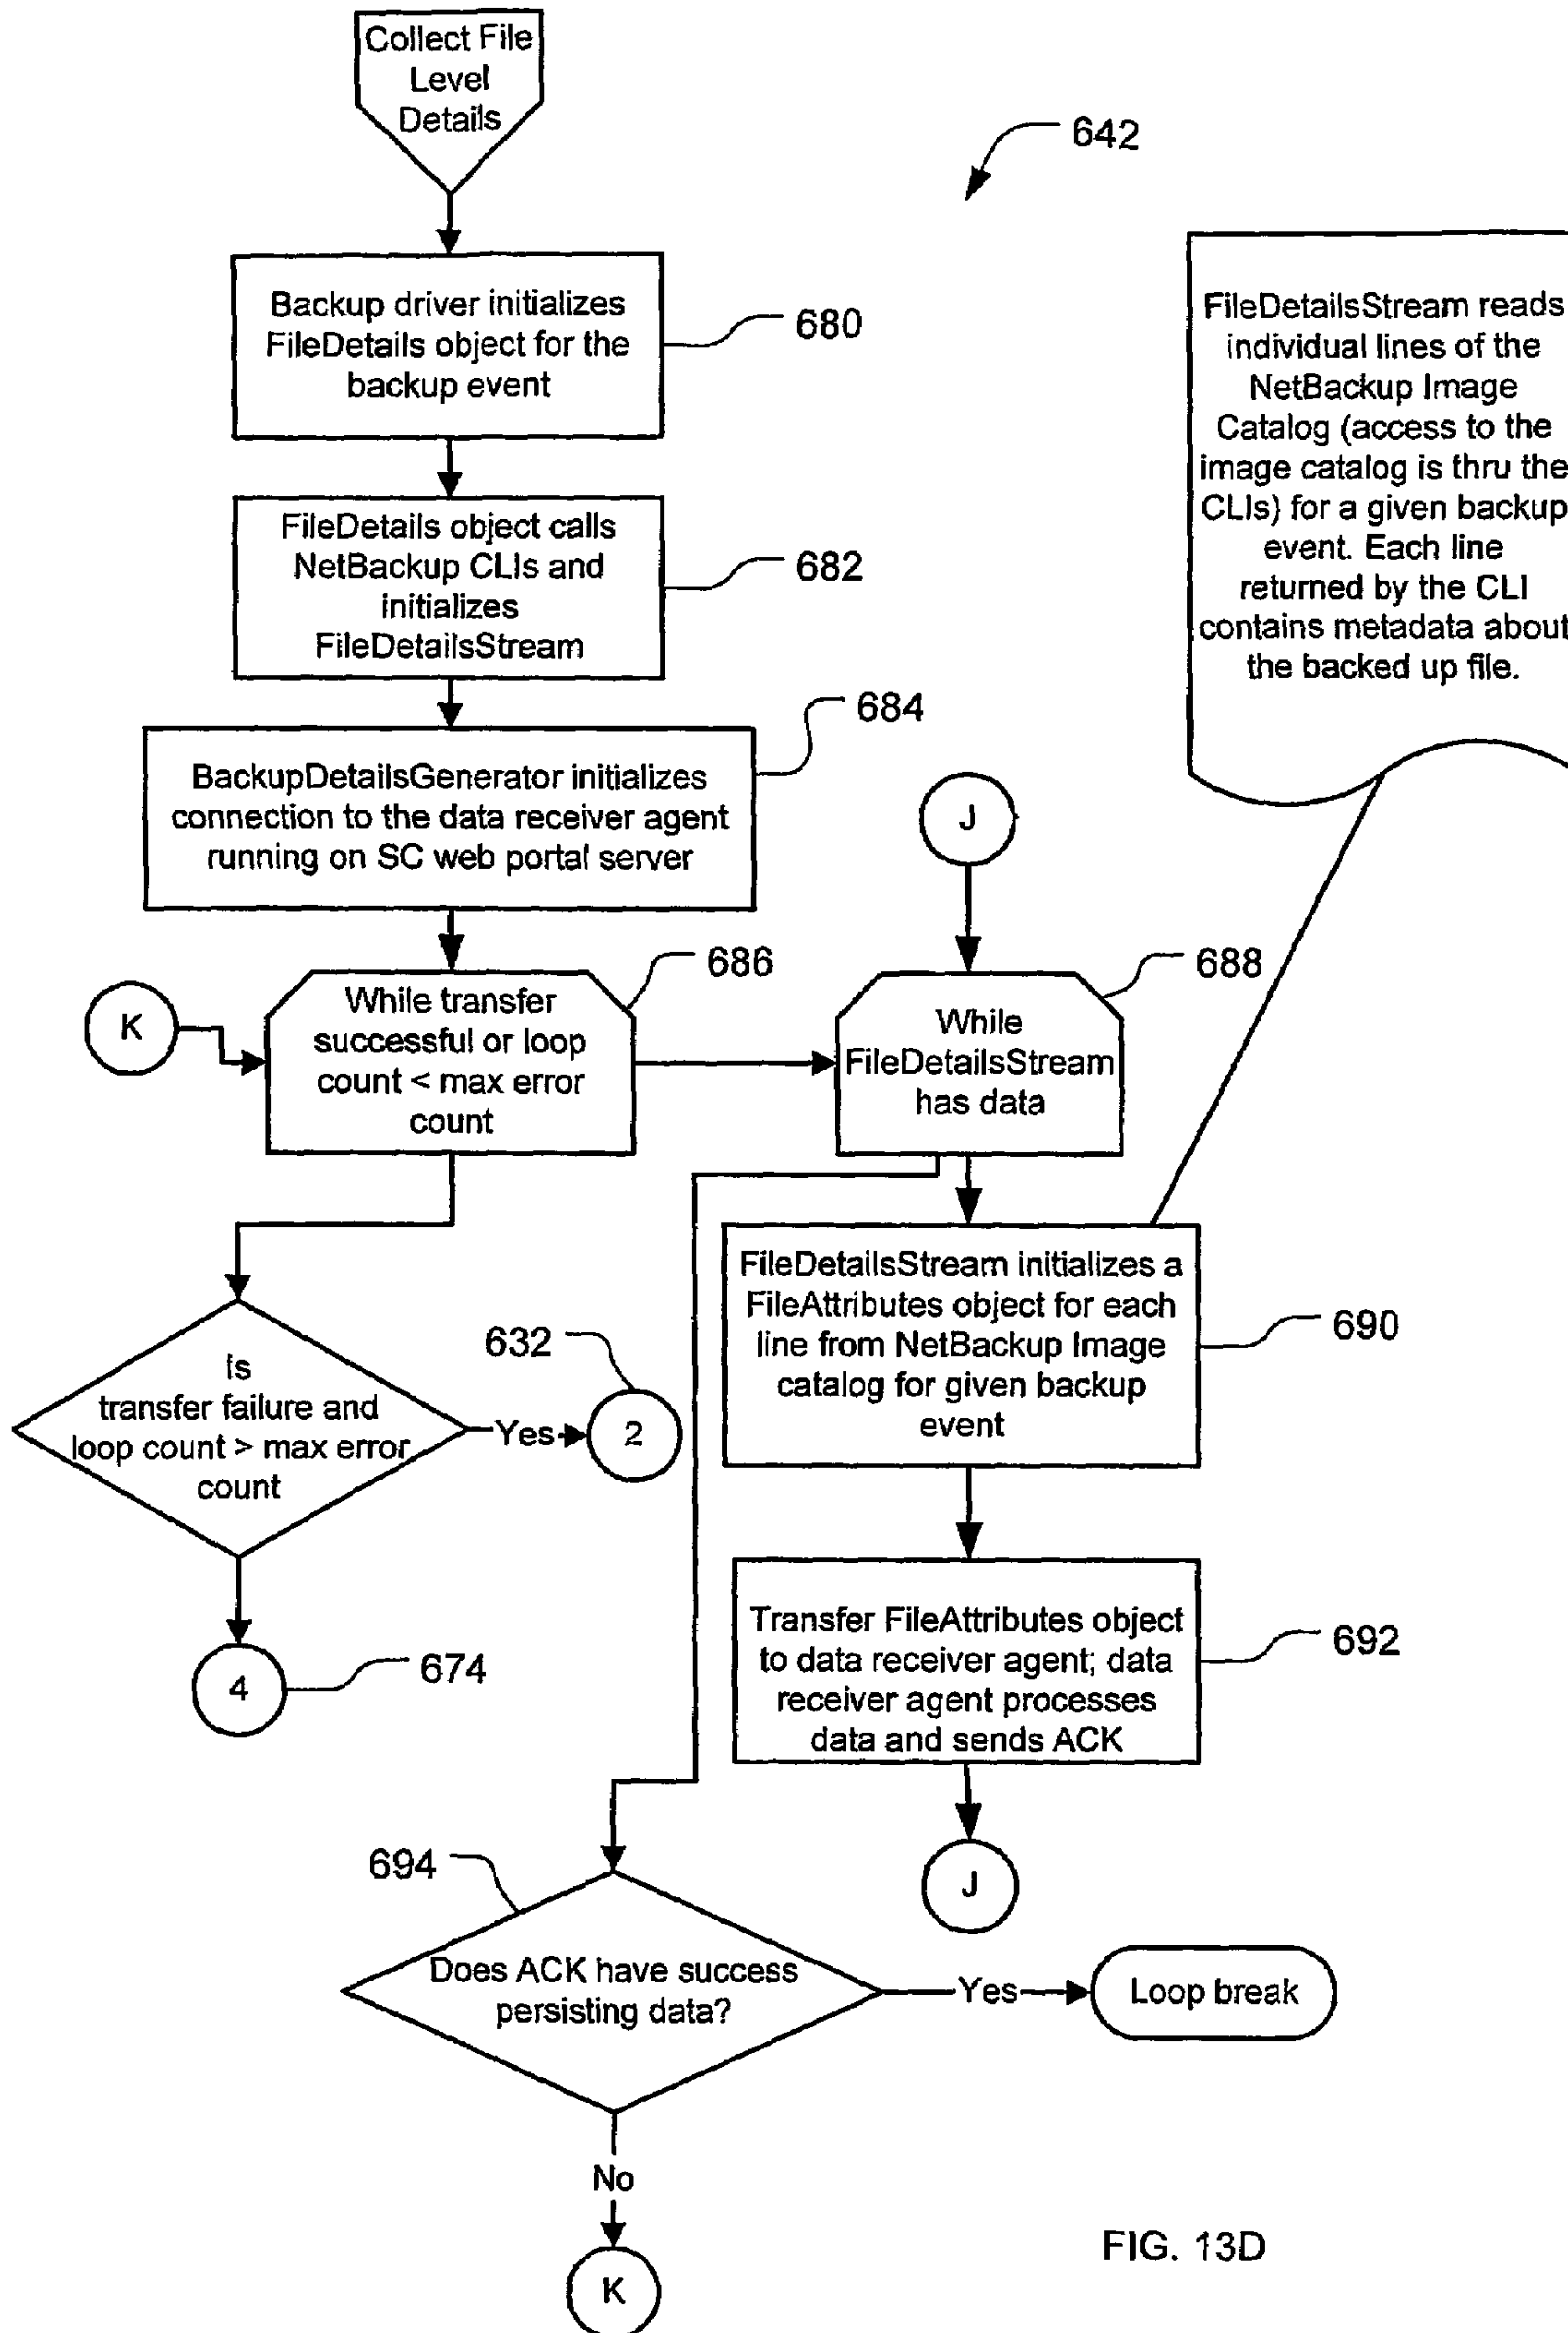 Collect File
Level
Details
642
Backup driver initializes
FileDetails object for the
backup event
680
FileDetails object calls
NetBackup CLIs and
initializes
FileDetailsStream
682
FileDetailsStream reads
individual lines of the
NetBackup Image
Catalog (access to the
image catalog is thru the
CLIs) for a given backup
event. Each line
returned by the CLI
contains metadata about
the backed up file.
BackupDetailsGenerator initializes
connection to the data receiver agent
running on SC web portal server
684
J
K
While transfer
successful or loop
count < max error
count
686
While
FileDetailsStream
has data
688
FileDetailsStream initializes a
FileAttributes object for each
line from NetBackup Image
catalog for given backup
event
690
Is
transfer failure and
loop count > max error
count
Yes
632
2
4
674
Transfer FileAttributes object
to data receiver agent; data
receiver agent processes
data and sends ACK
692
J
694
Does ACK have success
persisting data?
Yes
Loop break
No
K
FIG. 13D